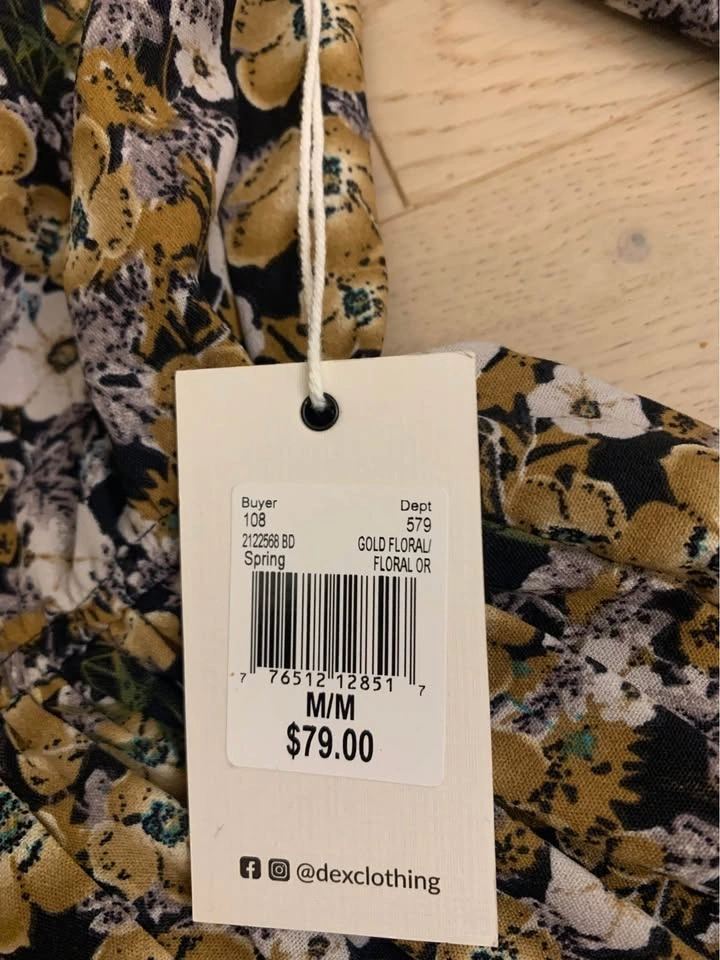 Buyer Dept
108 579
2122568 BD GOLD FLORAL/
Spring FLORAL OR
7 76512 12851 7
M/M
$79.00
@dexclothing